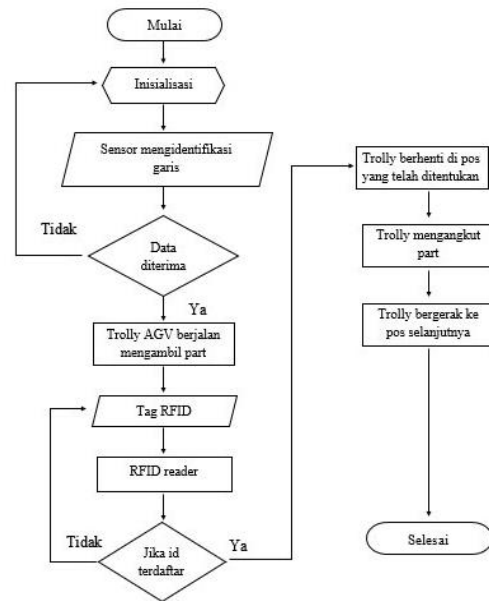 Mulai
Inisialisasi
Sensor mengidentifikasi
garis
Tidak
Data
diterima
Ya
Trolly AGV berjalan
mengambil part
Tag RFID
RFID reader
Tidak
Jika id
terdaftar
Ya
Trolly berhenti di pos
yang telah ditentukan
Trolly mengangkut
part
Trolly bergerak ke
pos selanjutnya
Selesai